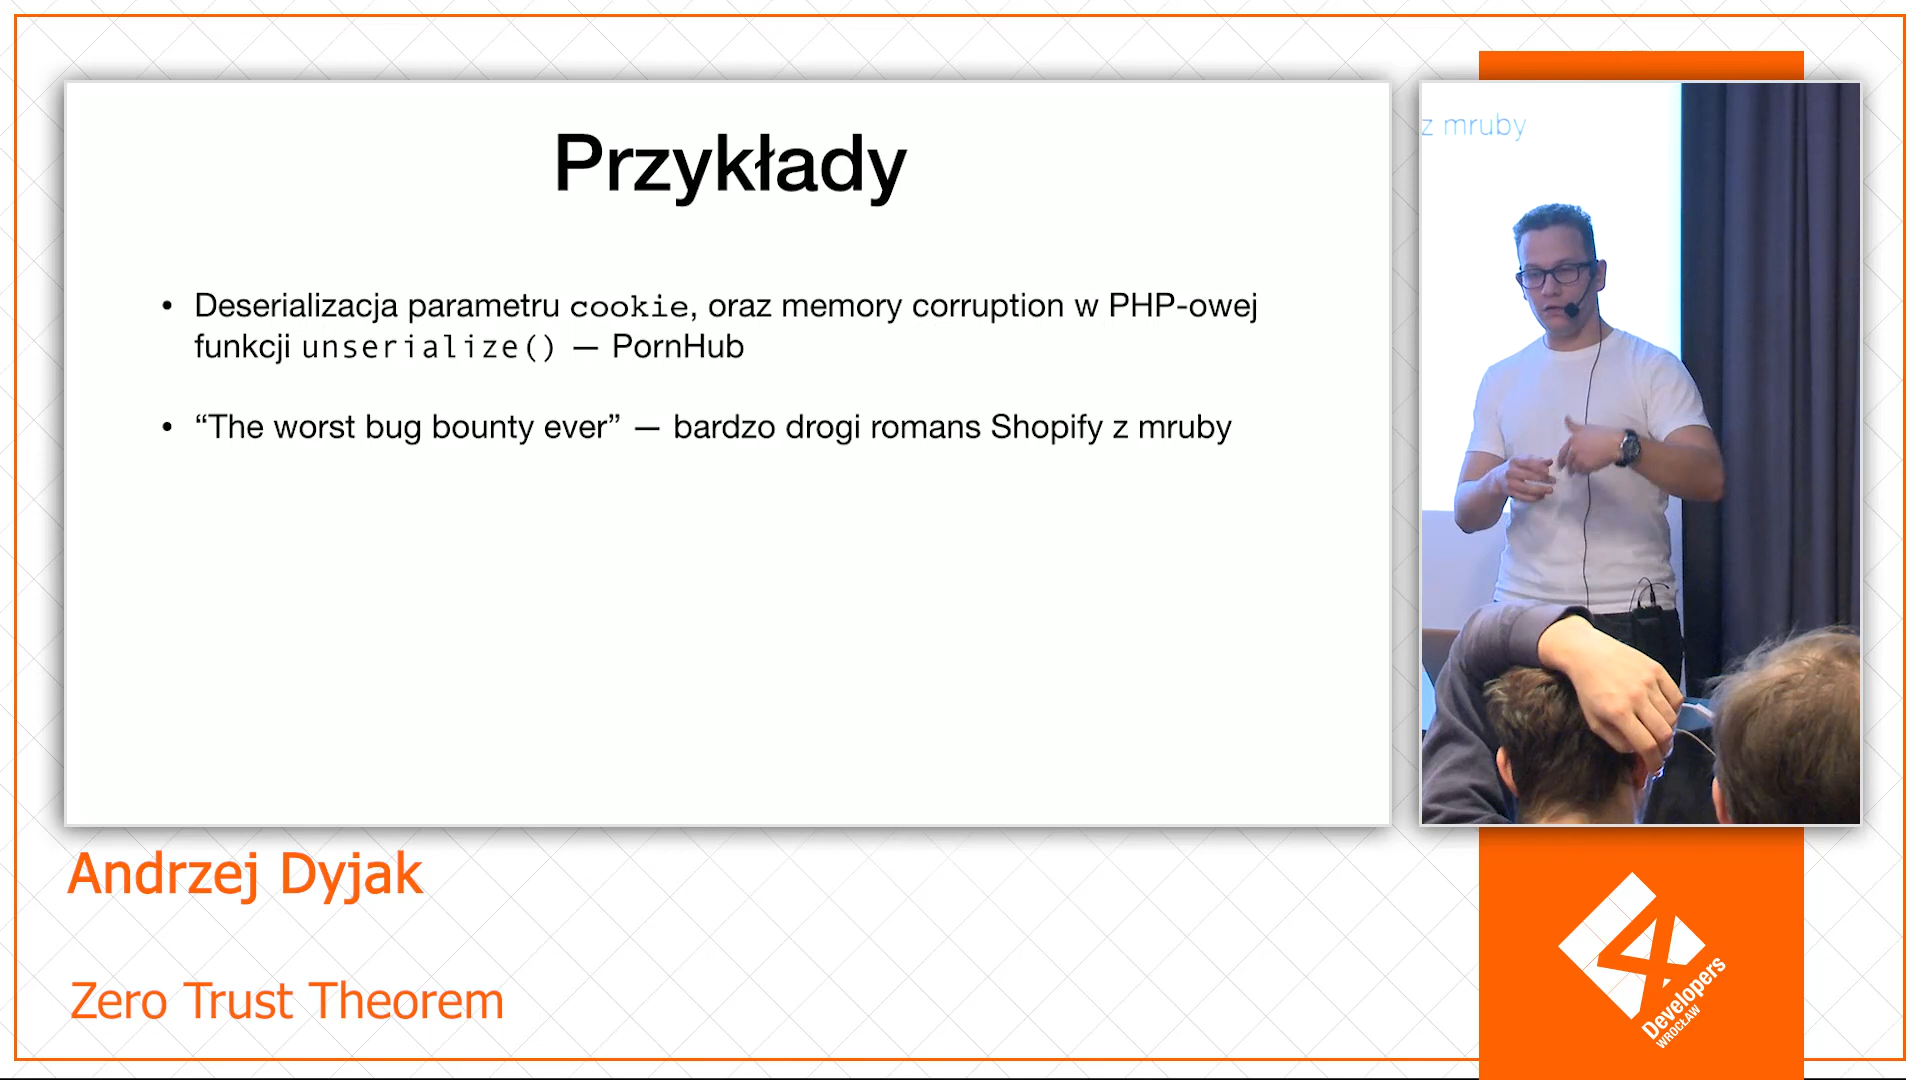 Przykłady
• Deserializacja parametru cookie, oraz memory corruption w PHP-owej
funkcji unserialize() — PornHub
• “The worst bug bounty ever” — bardzo drogi romans Shopify z mruby
z mruby
Andrzej Dyjak
Zero Trust Theorem
4
Developers
WROCŁAW